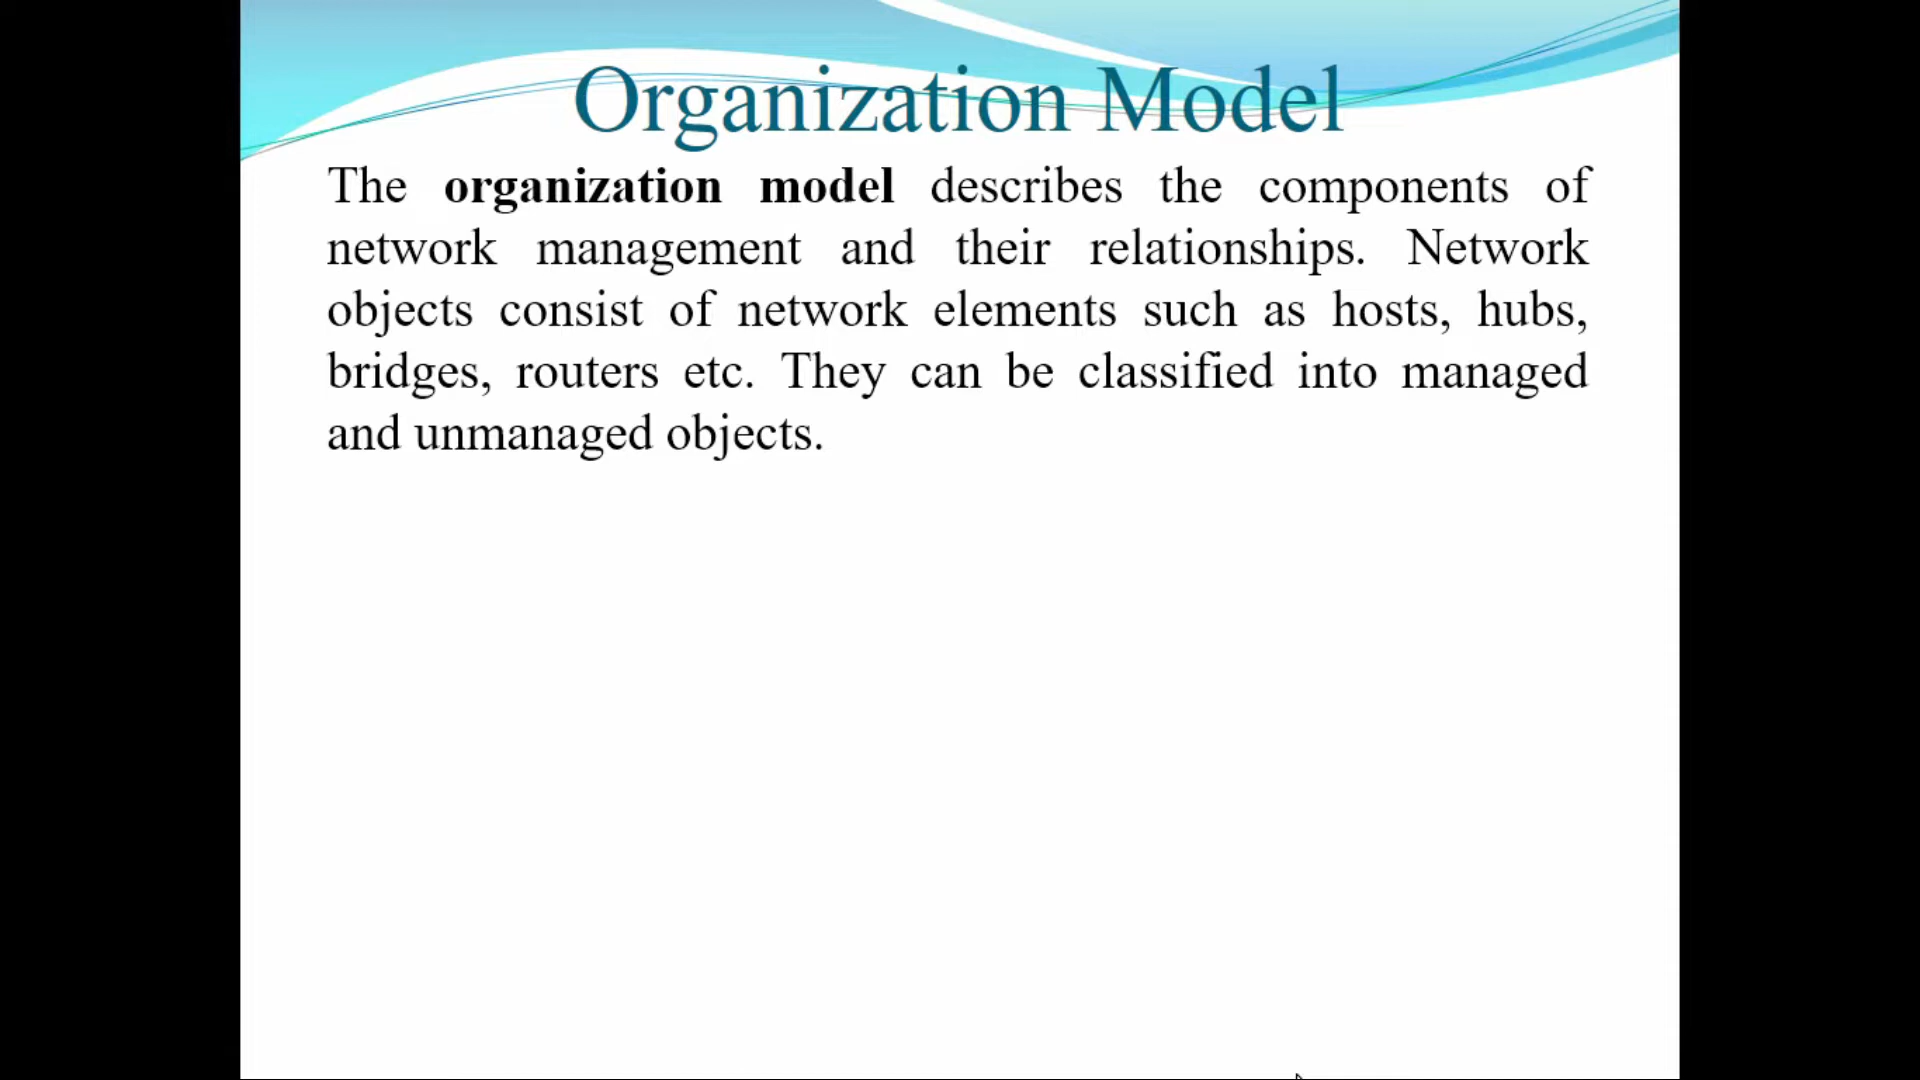 Organization Model
The organization model describes the components of
network management and their relationships. Network
objects consist of network elements such as hosts, hubs,
bridges, routers etc. They can be classified into managed
and unmanaged objects.